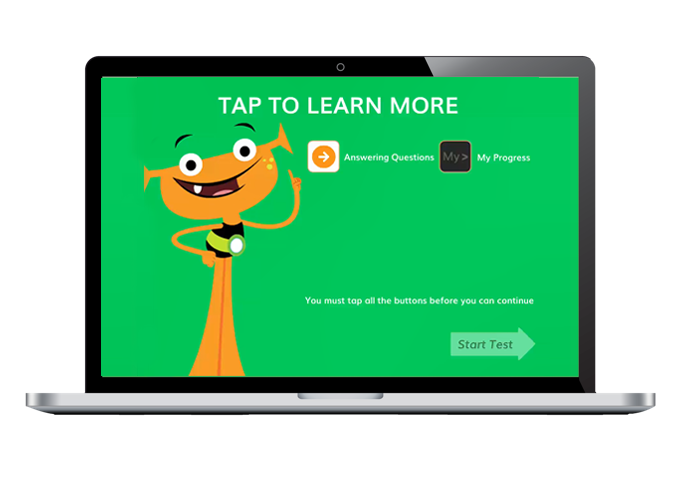 TAP TO LEARN MORE
Answering Questions
My>
My Progress
You must tap all the buttons before you can continue
Start Test